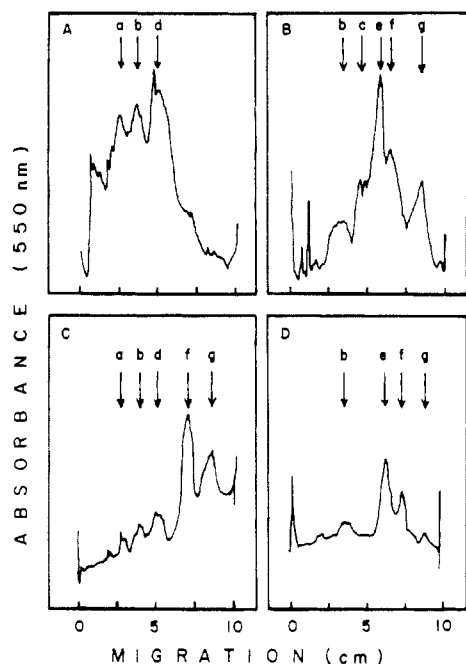 A
a b d
B
b c e f g
C
a b d f g
D
b e f g
0 5 10
0 5 10
ABSORBANCE (550 nm)
MIGRATION (cm)